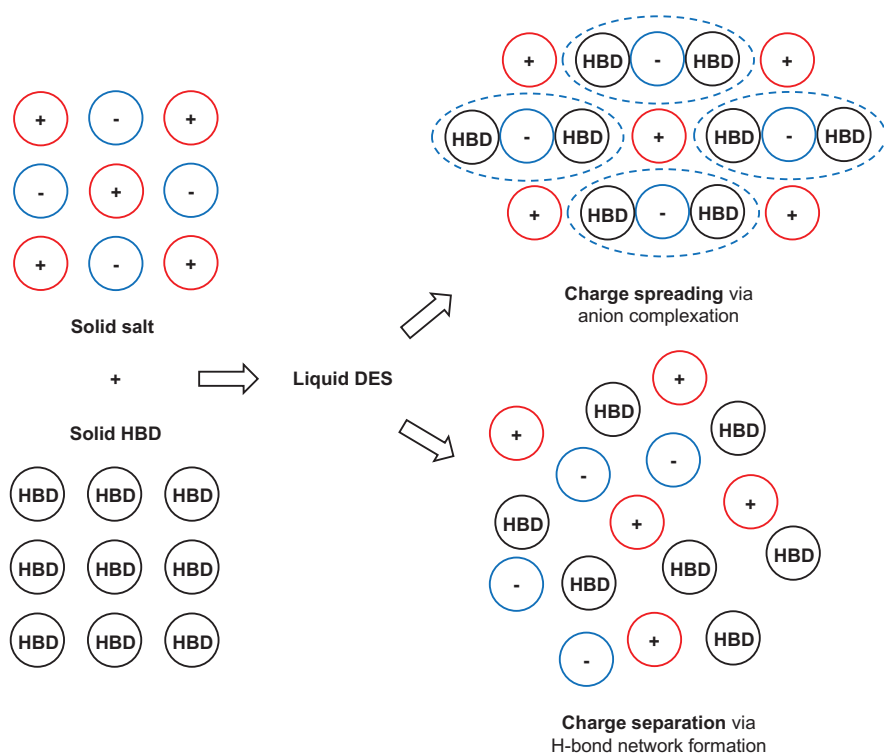 + - +
- + -
+ - +
Solid salt
+
Solid HBD
HBD HBD HBD
HBD HBD HBD
HBD HBD HBD
Liquid DES
+ HBD - HBD +
HBD - HBD + HBD - HBD
+ HBD - HBD +
Charge spreading via
anion complexation
+
HBD
+ HBD
- -
+
HBD +
HBD
- HBD HBD
+ HBD
-
Charge separation via
H-bond network formation